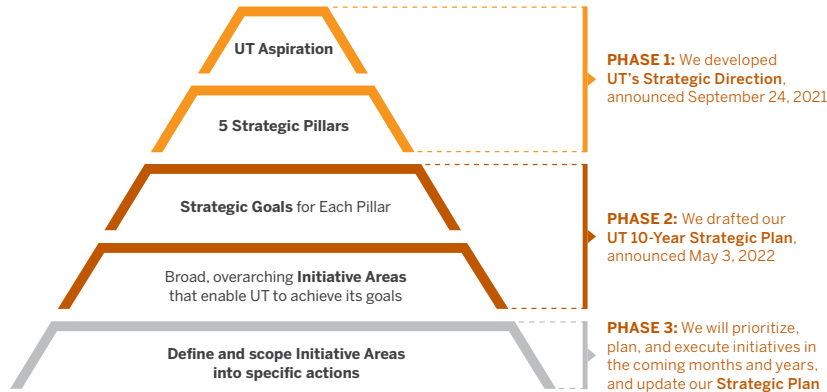 UT Aspiration
PHASE 1: We developed
UT's Strategic Direction,
announced September 24, 2021
5 Strategic Pillars
Strategic Goals for Each Pillar
PHASE 2: We drafted our
UT 10-Year Strategic Plan,
announced May 3, 2022
Broad, overarching Initiative Areas
that enable UT to achieve its goals
PHASE 3: We will prioritize,
plan, and execute initiatives in
the coming months and years,
and update our Strategic Plan
Define and scope Initiative Areas
into specific actions